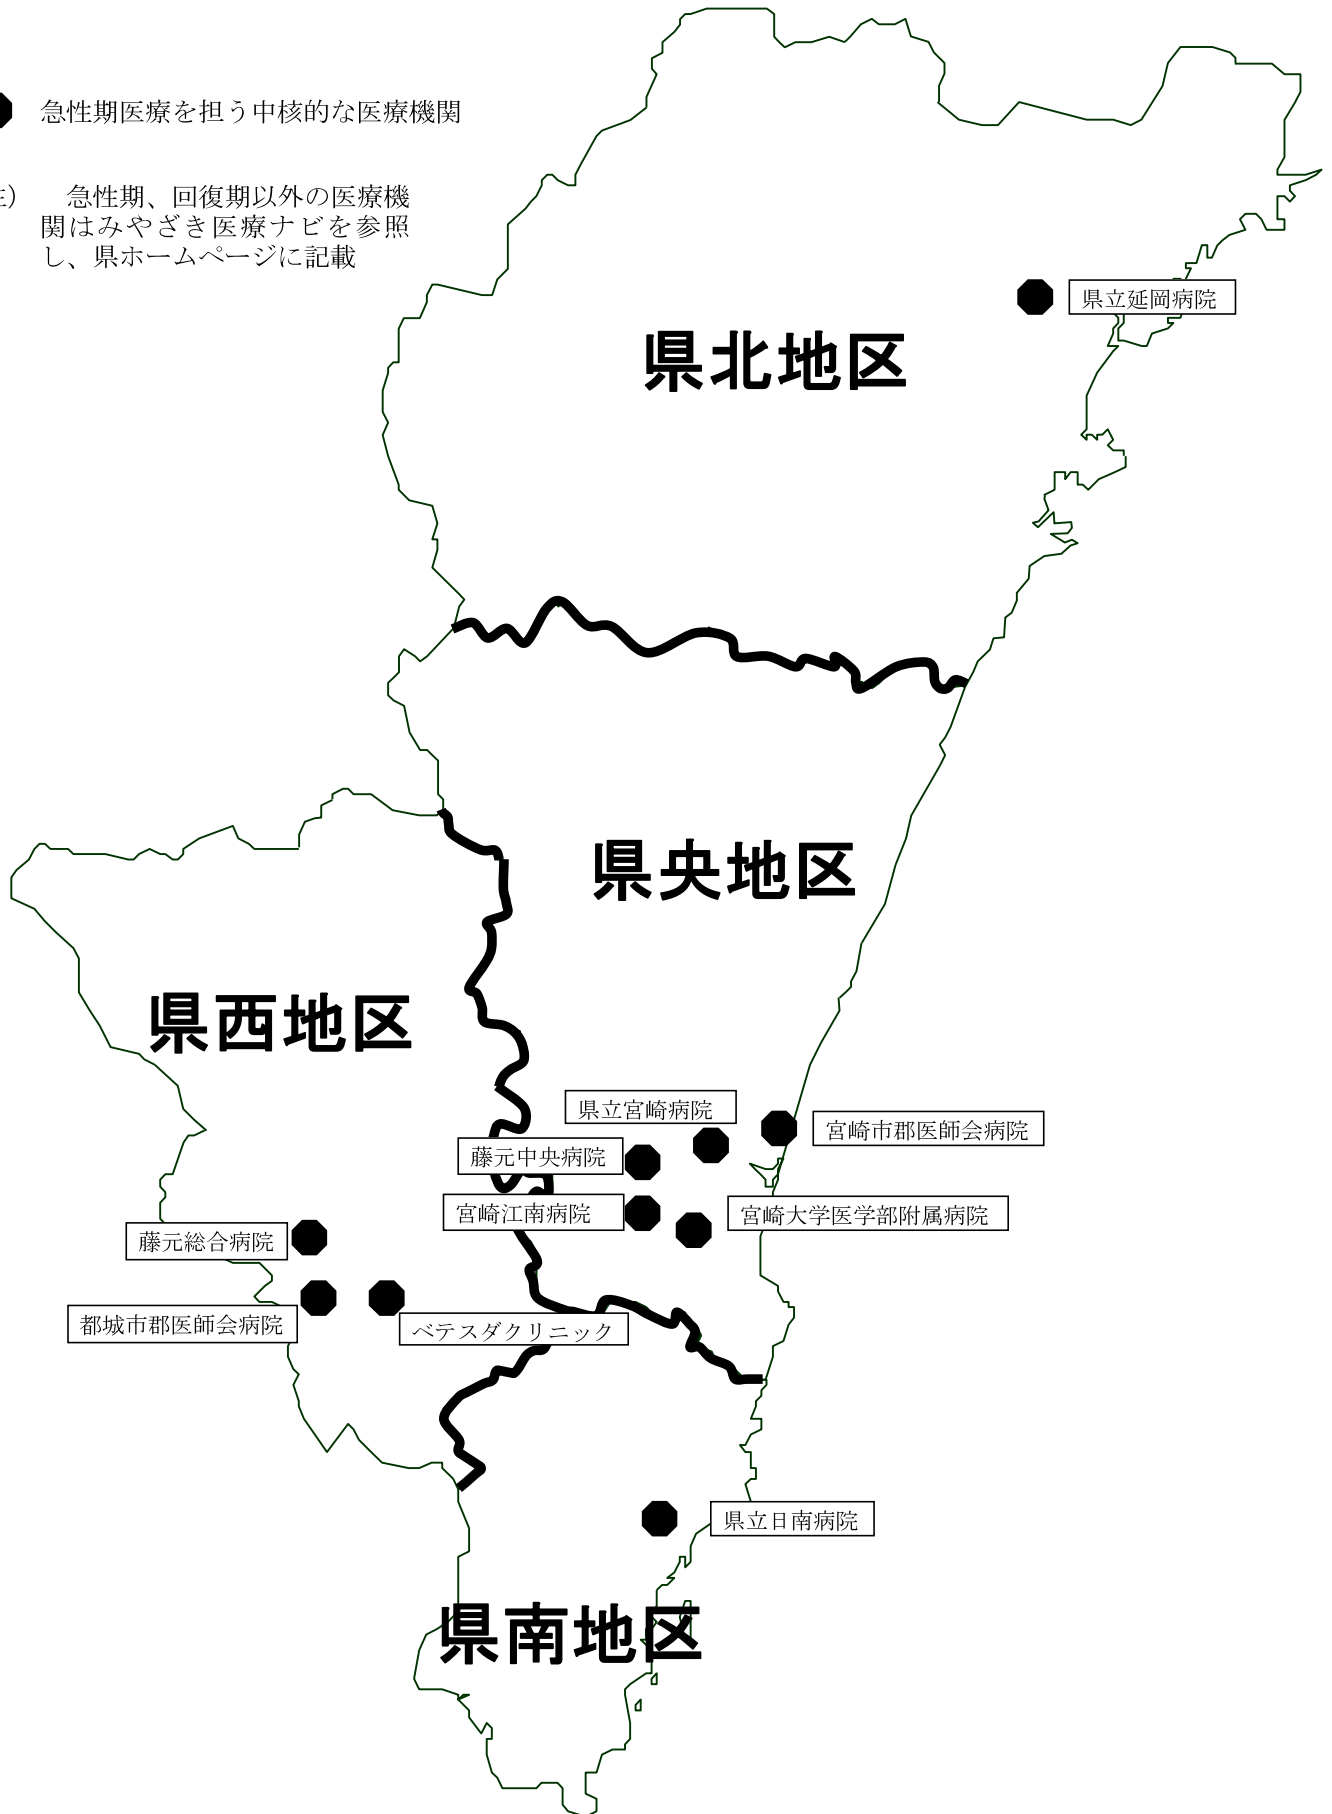 急性期医療を担う中核的な医療機関
） 急性期、回復期以外の医療機
関はみやざき医療ナビを参照
し、県ホームページに記載
県立延岡病院
県北地区
県央地区
県西地区
県立宮崎病院
宮崎市郡医師会病院
藤元中央病院
宮崎江南病院
宮崎大学医学部附属病院
藤元総合病院
都城市郡医師会病院
ベテスダクリニック
県立日南病院
県南地区